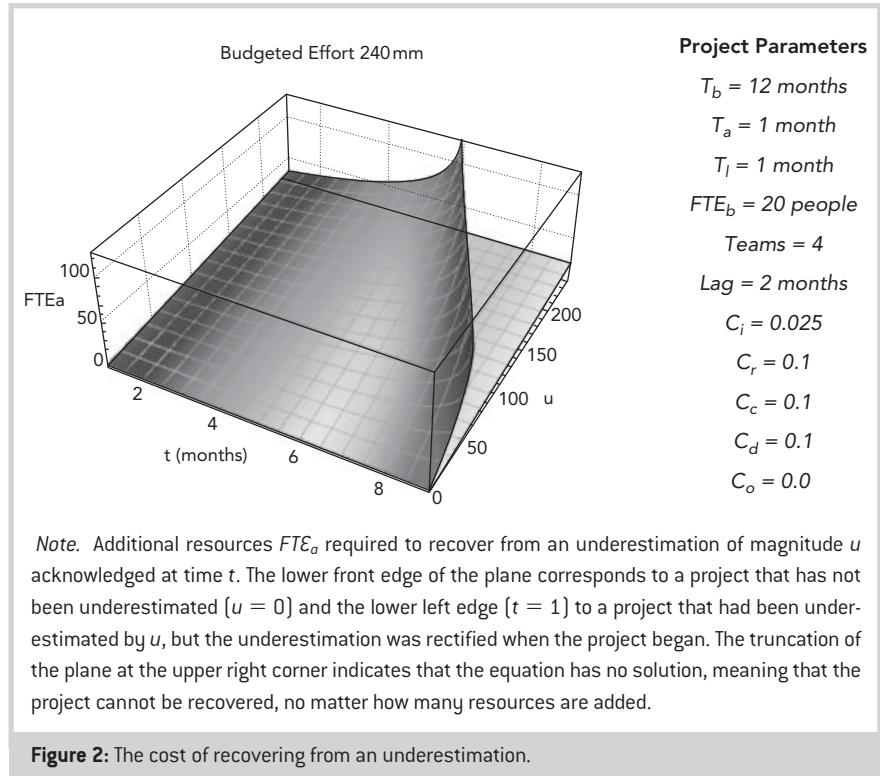 Budgeted Effort 240 mm
100
FTEa
50
0
2
4
t (months)
6
8
0
50
100 u
150
200
Project Parameters
T_b = 12 months
T_a = 1 month
T_l = 1 month
FTE_b = 20 people
Teams = 4
Lag = 2 months
C_i = 0.025
C_r = 0.1
C_c = 0.1
C_d = 0.1
C_o = 0.0
Note. Additional resources FTE_a required to recover from an underestimation of magnitude u
acknowledged at time t. The lower front edge of the plane corresponds to a project that has not
been underestimated (u = 0) and the lower left edge (t = 1) to a project that had been under-
estimated by u, but the underestimation was rectified when the project began. The truncation of
the plane at the upper right corner indicates that the equation has no solution, meaning that the
project cannot be recovered, no matter how many resources are added.
Figure 2: The cost of recovering from an underestimation.